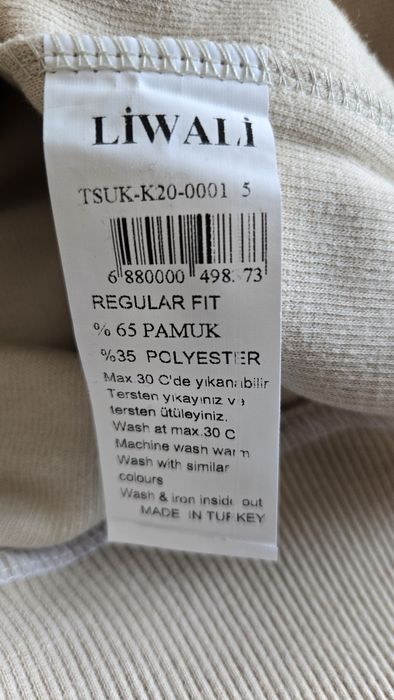 LİWALİ
TSUK-K20-0001 5
6 880000
REGULAR FIT
% 65 PAMUK
%35 POLYESTER
Max.30 C'de yıkanabilir
Tersten yıkayınız ve
tersten ütüleyiniz.
Wash at max.30 C
Machine wash warm
Wash with similar
colours
Wash & iron inside out
MADE IN TURKEY